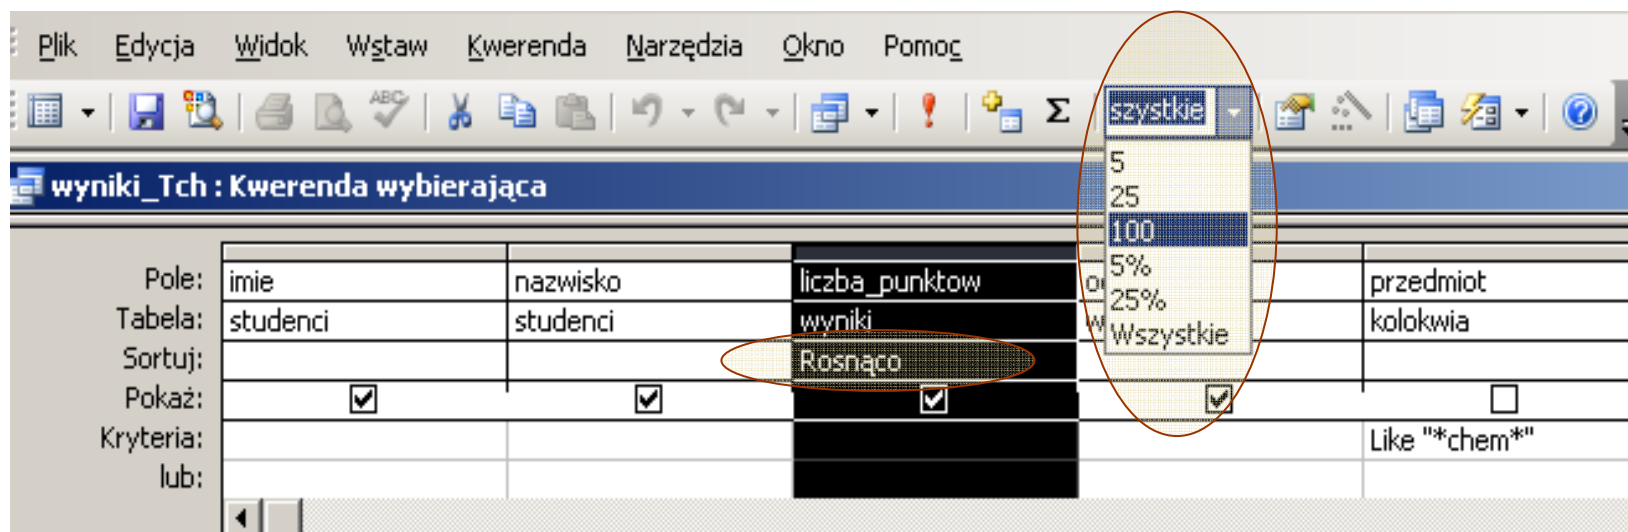 Plik Edycja Widok Wstaw Kwerenda Narzędzia Okno Pomoc
ABC Σ szystkie
wyniki_Tch : Kwerenda wybierająca
5
25
100
5%
25%
Wszystkie
Pole: imie nazwisko liczba_punktow przedmiot
Tabela: studenci studenci wyniki kolokwia
Sortuj: Rosnąco
Pokaż:
Kryteria: Like "*chem*"
lub: